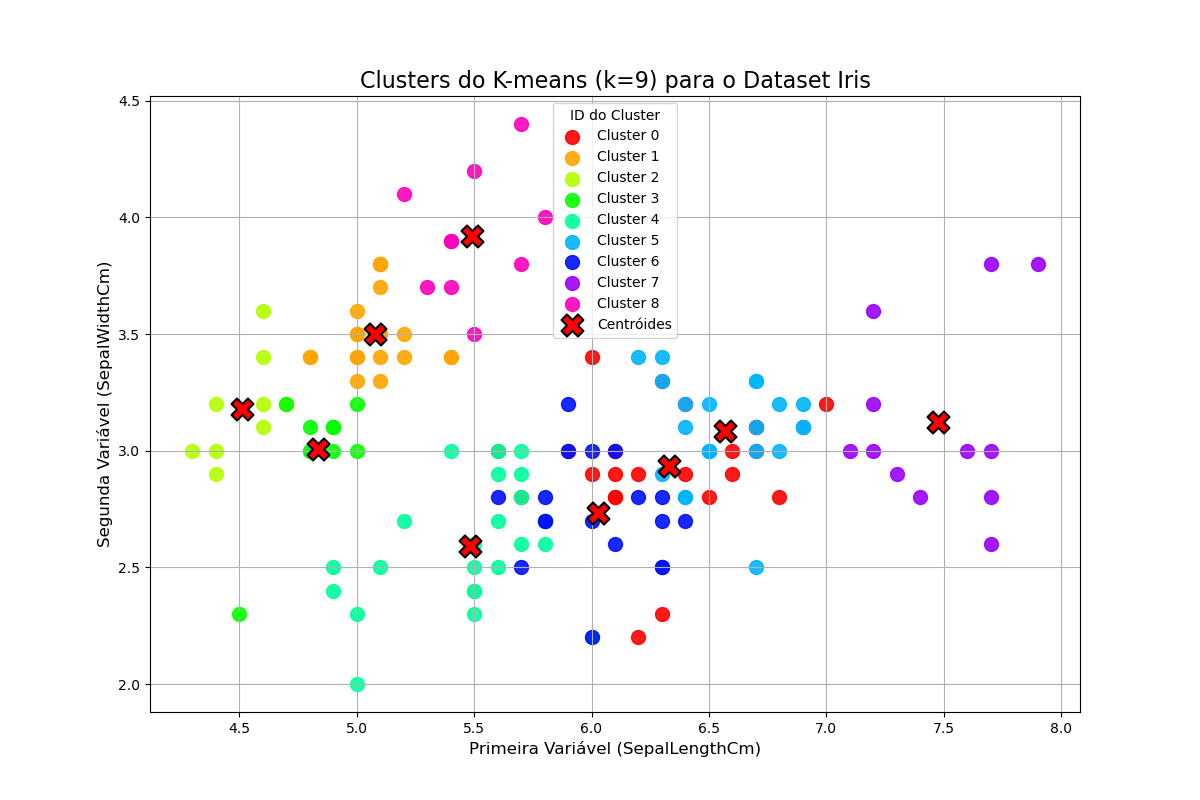 Clusters do K-means (k=9) para o Dataset Iris
ID do Cluster
Cluster 0
Cluster 1
Cluster 2
Cluster 3
Cluster 4
Cluster 5
Cluster 6
Cluster 7
Cluster 8
Centróides
Segunda Variável (SepalWidthCm)
4.5
4.0
3.5
3.0
2.5
2.0
4.5 5.0 5.5 6.0 6.5 7.0 7.5 8.0
Primeira Variável (SepalLengthCm)